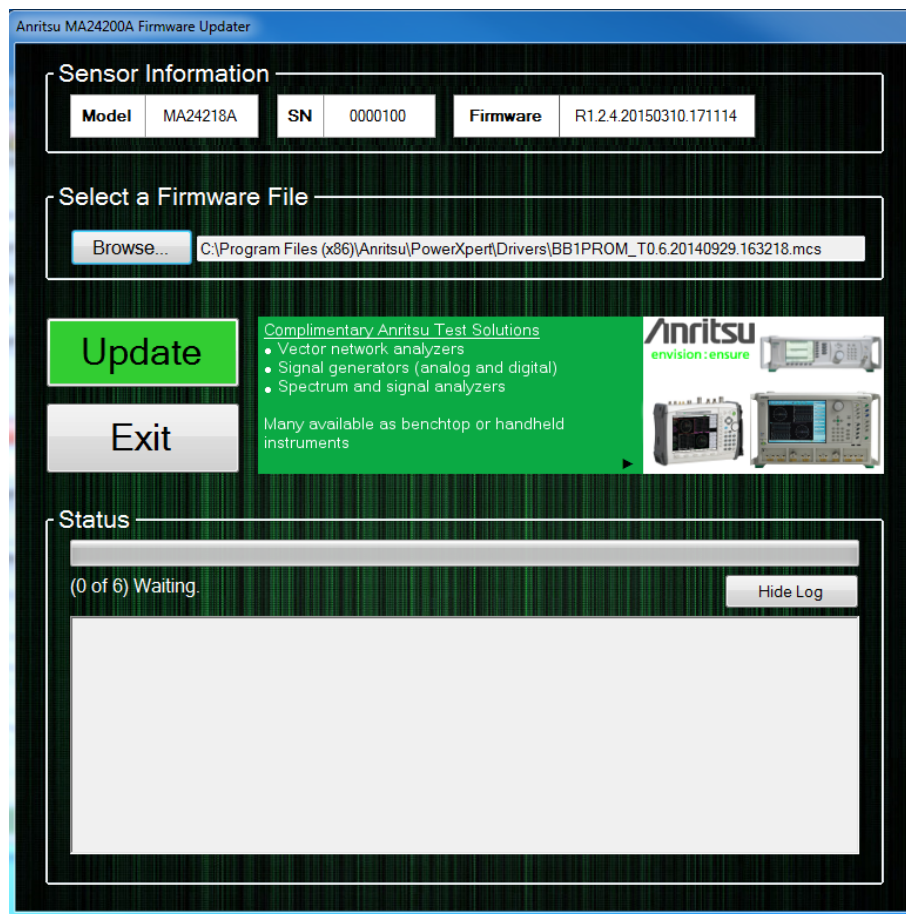 Anritsu MA24200A Firmware Updater
Sensor Information
Model MA24218A SN 0000100 Firmware R1.2.4.20150310.171114
Select a Firmware File
Browse... C:\Program Files (x86)\Anritsu\PowerXpert\Drivers\BB1PROM_T0.6.20140929.163218.mcs
Update
Exit
Complimentary Anritsu Test Solutions
• Vector network analyzers
• Signal generators (analog and digital)
• Spectrum and signal analyzers
Many available as benchtop or handheld
instruments
Anritsu
envision:ensure
Status
(0 of 6) Waiting.
Hide Log